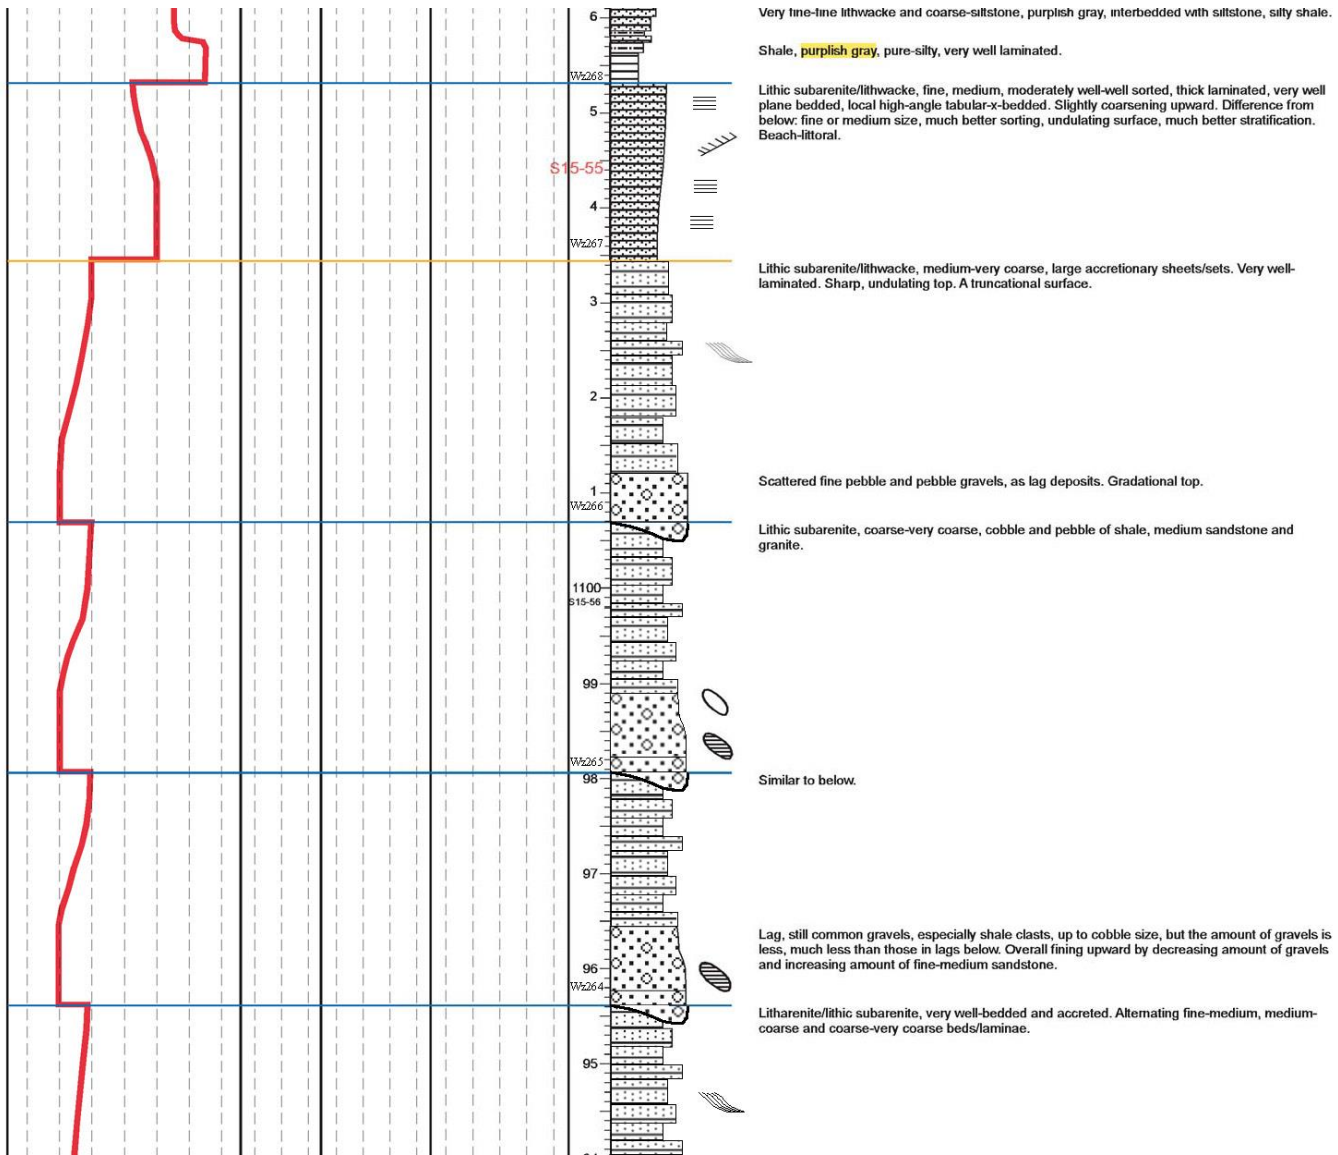 6
Very fine-fine lithwacke and coarse-siltstone, purplish gray, interbedded with siltstone, silty shale.
Shale, purplish gray, pure-silty, very well laminated.
Wz268
Lithic subarenite/lithwacke, fine, medium, moderately well-well sorted, thick laminated, very well
plane bedded, local high-angle tabular-x-bedded. Slightly coarsening upward. Difference from
below: fine or medium size, much better sorting, undulating surface, much better stratification.
Beach-littoral.
5
S15-55
4
Wz267
Lithic subarenite/lithwacke, medium-very coarse, large accretionary sheets/sets. Very well-
laminated. Sharp, undulating top. A truncational surface.
3
2
Scattered fine pebble and pebble gravels, as lag deposits. Gradational top.
1
Wz266
Lithic subarenite, coarse-very coarse, cobble and pebble of shale, medium sandstone and
granite.
1100
S15-56
99
Wz265
98
Similar to below.
97
Lag, still common gravels, especially shale clasts, up to cobble size, but the amount of gravels is
less, much less than those in lags below. Overall fining upward by decreasing amount of gravels
and increasing amount of fine-medium sandstone.
96
Wz264
Litharenite/lithic subarenite, very well-bedded and accreted. Alternating fine-medium, medium-
coarse and coarse-very coarse beds/laminae.
95